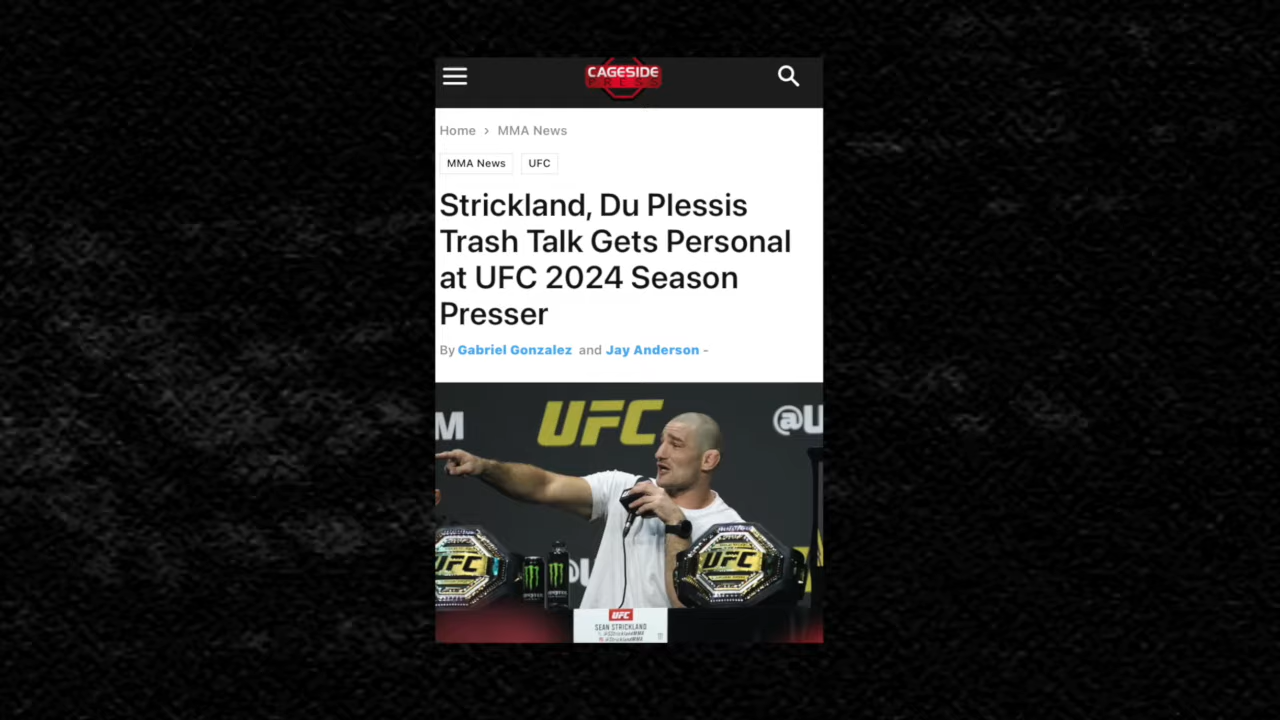 CAGESIDE
PRESS
Home › MMA News
MMA News UFC
Strickland, Du Plessis
Trash Talk Gets Personal
at UFC 2024 Season
Presser
By Gabriel Gonzalez and Jay Anderson -
M UFC @U
UFC UFC
UFC
SEAN STRICKLAND